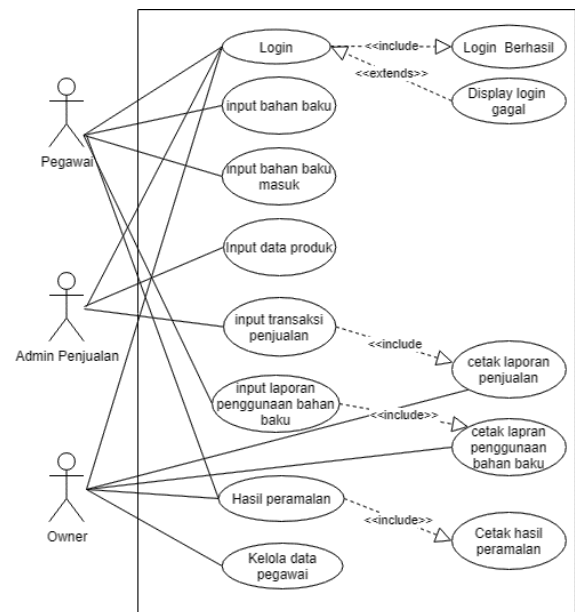 Login
<<include
Login Berhasil
<<extends>>
Display login
gagal
Pegawai
input bahan baku
input bahan baku
masuk
Input data produk
Admin Penjualan
input transaksi
penjualan
<<include
cetak laporan
penjualan
input laporan
penggunaan bahan
baku
<<include>>
cetak lapran
penggunaan
bahan baku
Owner
Hasil peramalan
<<include>>
Cetak hasil
peramalan
Kelola data
pegawai